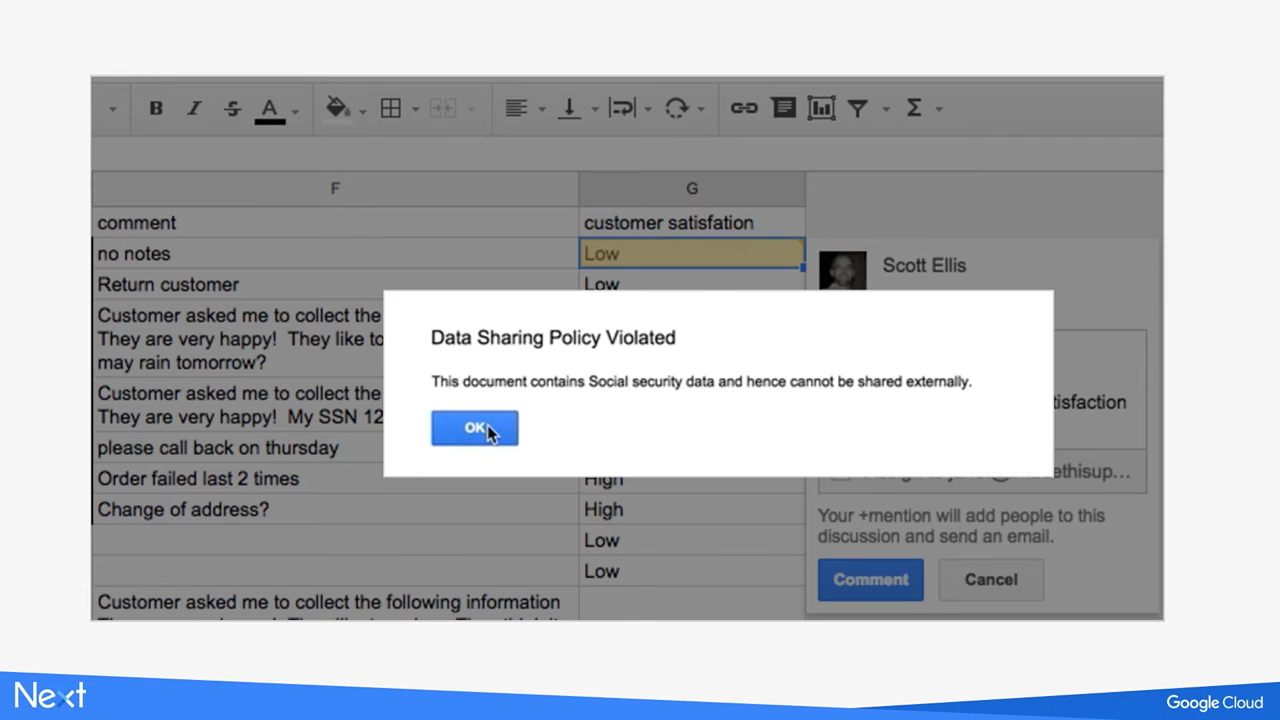 B I S A
F G
comment customer satisfation
no notes Low
Return customer Low
Customer asked me to collect the
They are very happy! They like to
may rain tomorrow?
Customer asked me to collect the
They are very happy! My SSN 12
please call back on thursday
Order failed last 2 times High
Change of address? High
Low
Low
Customer asked me to collect the following information
Scott Ellis
Data Sharing Policy Violated
This document contains Social security data and hence cannot be shared externally.
OK
tisfaction
ethisup...
Your +mention will add people to this
discussion and send an email.
Comment Cancel
Next
Google Cloud